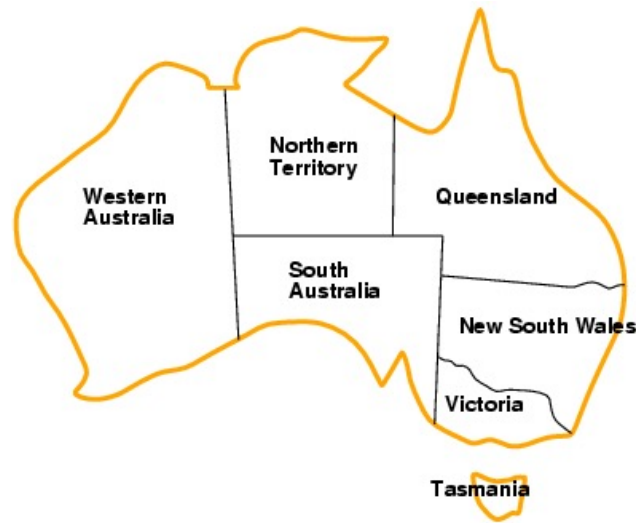 Northern
Territory
Western
Australia
Queensland
South
Australia
New South Wales
Victoria
Tasmania